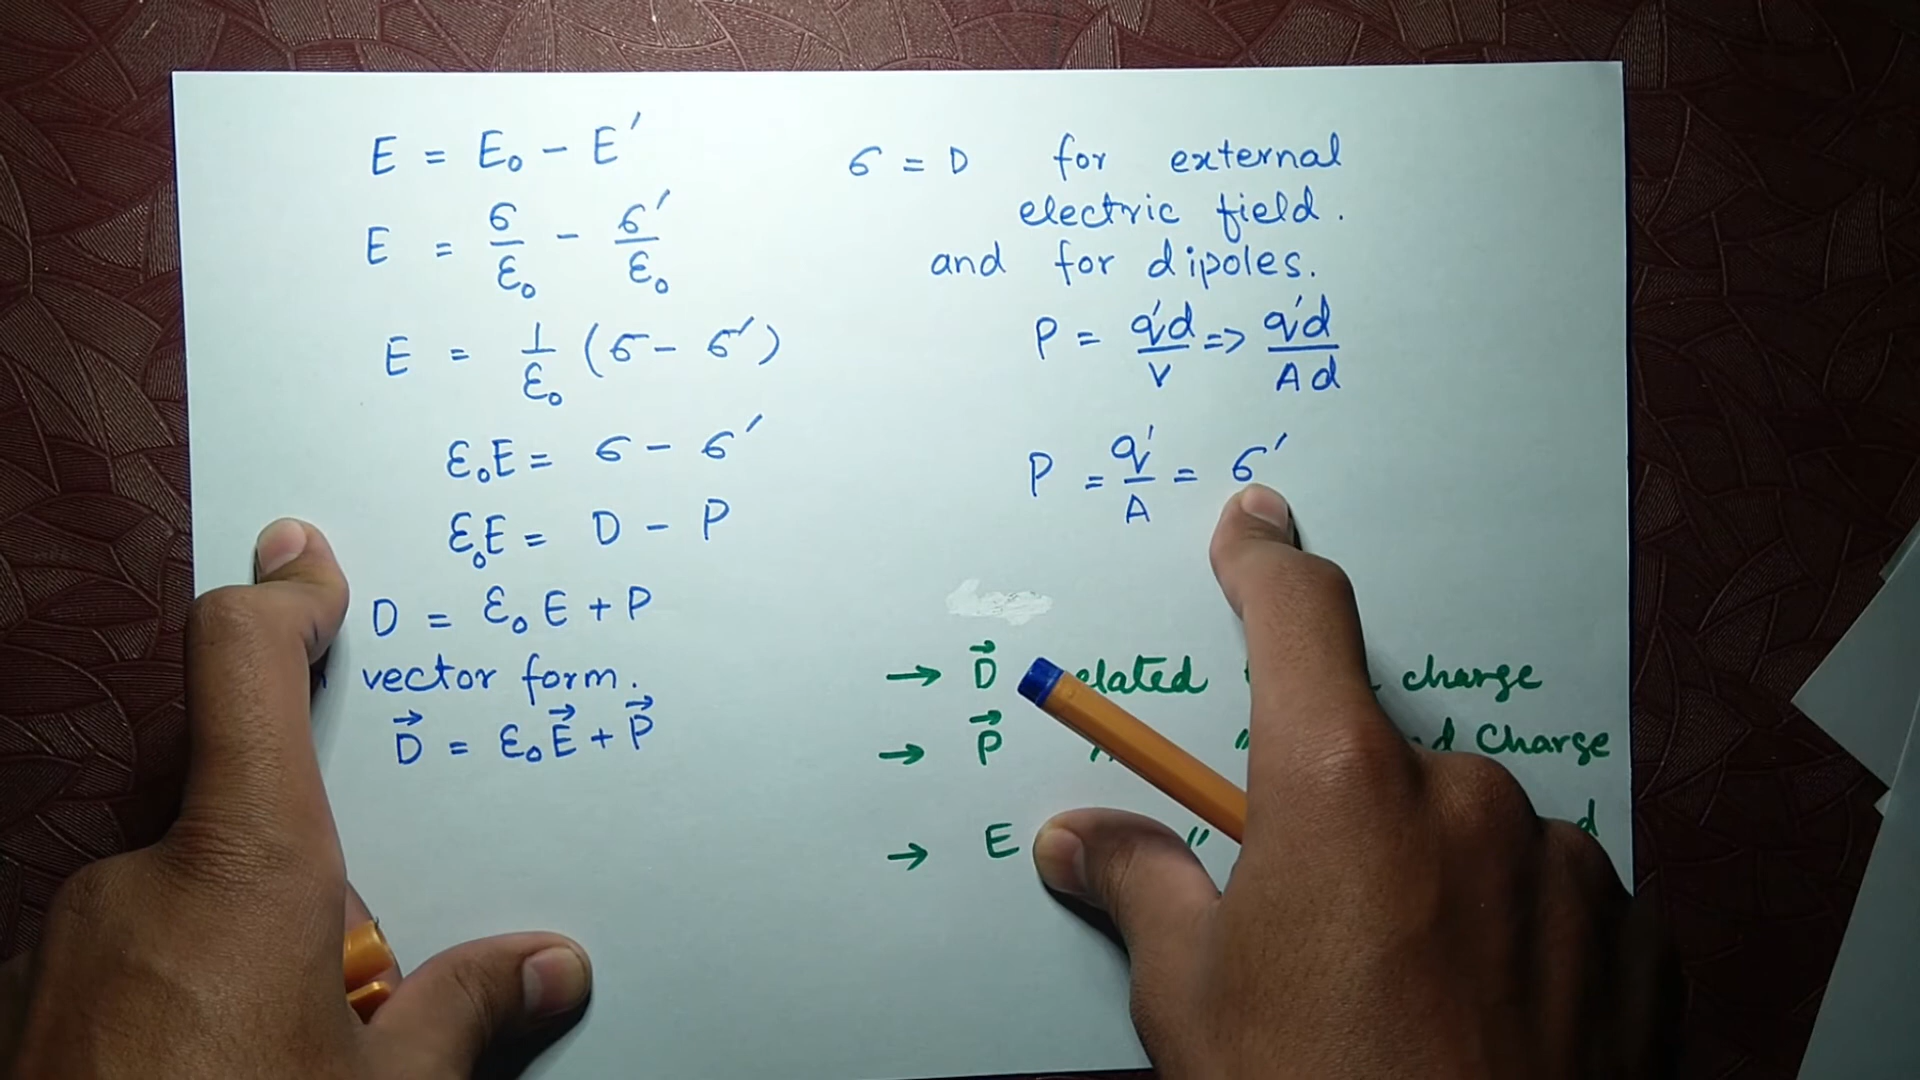 E = E₀ - E′
E = σ/ε₀ - σ′/ε₀
E = 1/ε₀ (σ - σ′)
ε₀E = σ - σ′
ε₀E = D - P
D = ε₀E + P
vector form.
D⃗ = ε₀E⃗ + P⃗
σ = D for external
electric field.
and for dipoles.
P = q′d/V => q′d/Ad
P = q′/A = σ′
→ D⃗ charge
→ P⃗ " Charge
→ E "